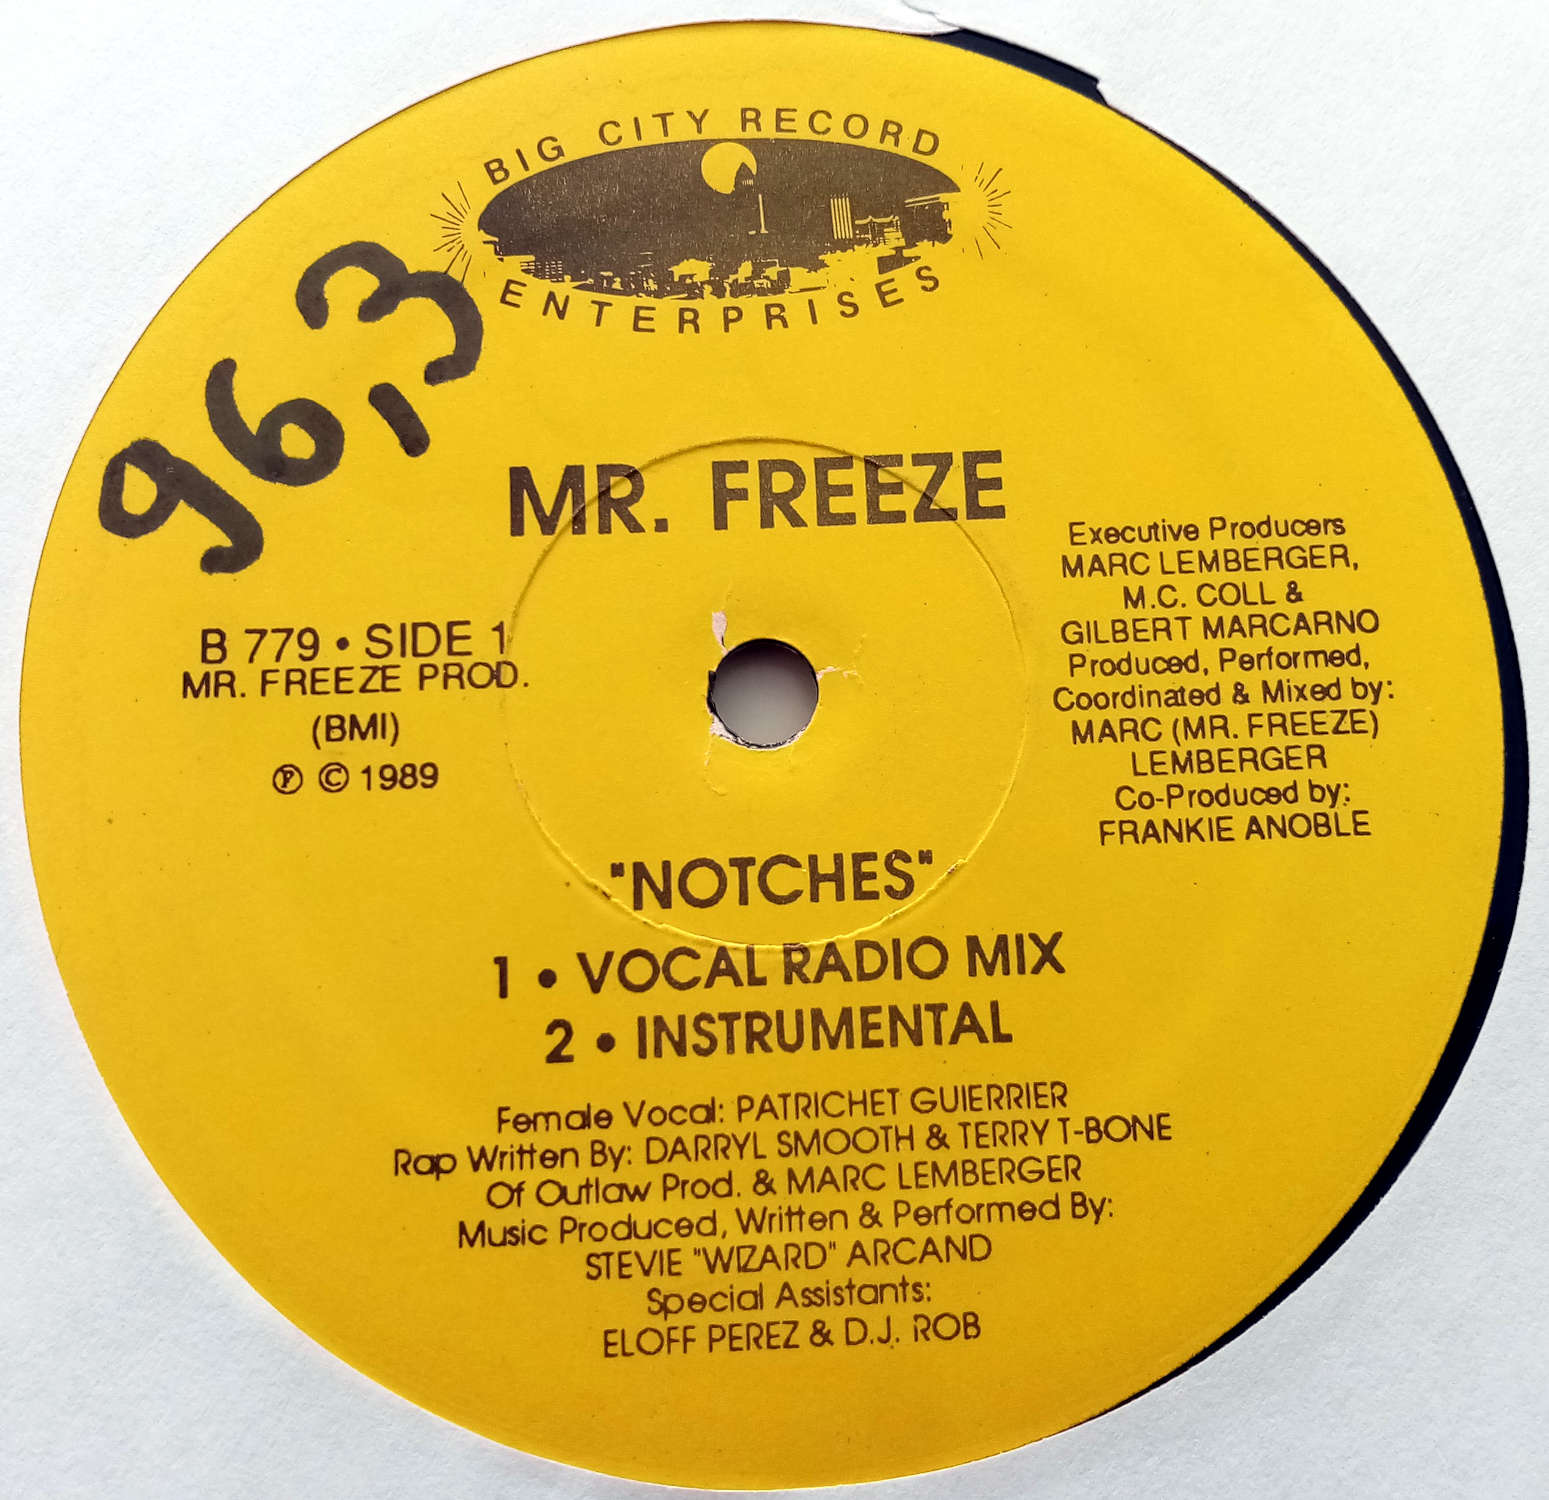 BIG CITY RECORD
ENTERPRISES
96,3
MR. FREEZE
B 779 • SIDE 1
MR. FREEZE PROD.
(BMI)
℗ © 1989
Executive Producers
MARC LEMBERGER,
M.C. COLL &
GILBERT MARCARNO
Produced, Performed,
Coordinated & Mixed by:
MARC (MR. FREEZE)
LEMBERGER
Co-Produced by:
FRANKIE ANOBLE
"NOTCHES"
1 • VOCAL RADIO MIX
2 • INSTRUMENTAL
Female Vocal: PATRICHET GUIERRIER
Rap Written By: DARRYL SMOOTH & TERRY T-BONE
Of Outlaw Prod. & MARC LEMBERGER
Music Produced, Written & Performed By:
STEVIE "WIZARD" ARCAND
Special Assistants:
ELOFF PEREZ & D.J. ROB